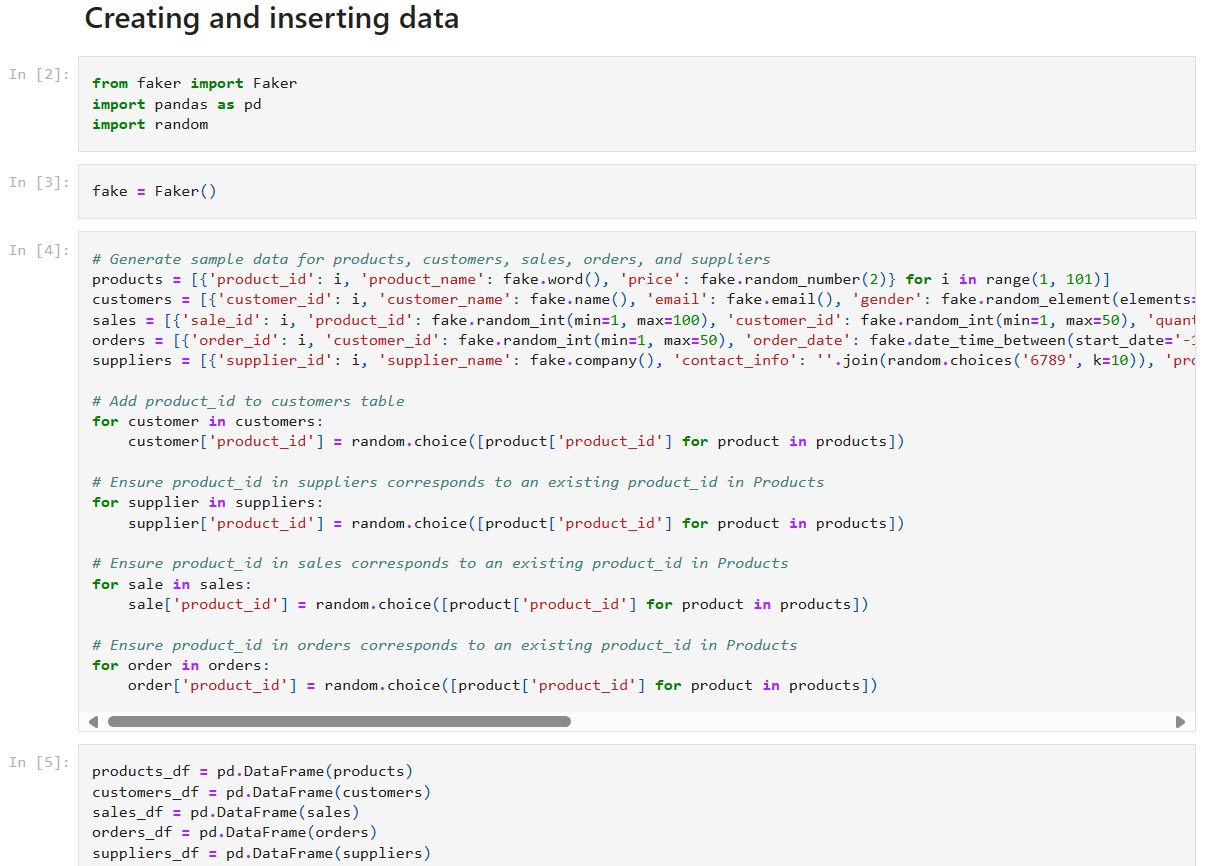 Creating and inserting data
In [2]:
from faker import Faker
import pandas as pd
import random
In [3]:
fake = Faker()
In [4]:
# Generate sample data for products, customers, sales, orders, and suppliers
products = [{'product_id': i, 'product_name': fake.word(), 'price': fake.random_number(2)} for i in range(1, 101)]
customers = [{'customer_id': i, 'customer_name': fake.name(), 'email': fake.email(), 'gender': fake.random_element(elements=
sales = [{'sale_id': i, 'product_id': fake.random_int(min=1, max=100), 'customer_id': fake.random_int(min=1, max=50), 'quant
orders = [{'order_id': i, 'customer_id': fake.random_int(min=1, max=50), 'order_date': fake.date_time_between(start_date='-1
suppliers = [{'supplier_id': i, 'supplier_name': fake.company(), 'contact_info': ''.join(random.choices('6789', k=10)), 'pro
# Add product_id to customers table
for customer in customers:
    customer['product_id'] = random.choice([product['product_id'] for product in products])
# Ensure product_id in suppliers corresponds to an existing product_id in Products
for supplier in suppliers:
    supplier['product_id'] = random.choice([product['product_id'] for product in products])
# Ensure product_id in sales corresponds to an existing product_id in Products
for sale in sales:
    sale['product_id'] = random.choice([product['product_id'] for product in products])
# Ensure product_id in orders corresponds to an existing product_id in Products
for order in orders:
    order['product_id'] = random.choice([product['product_id'] for product in products])
In [5]:
products_df = pd.DataFrame(products)
customers_df = pd.DataFrame(customers)
sales_df = pd.DataFrame(sales)
orders_df = pd.DataFrame(orders)
suppliers_df = pd.DataFrame(suppliers)